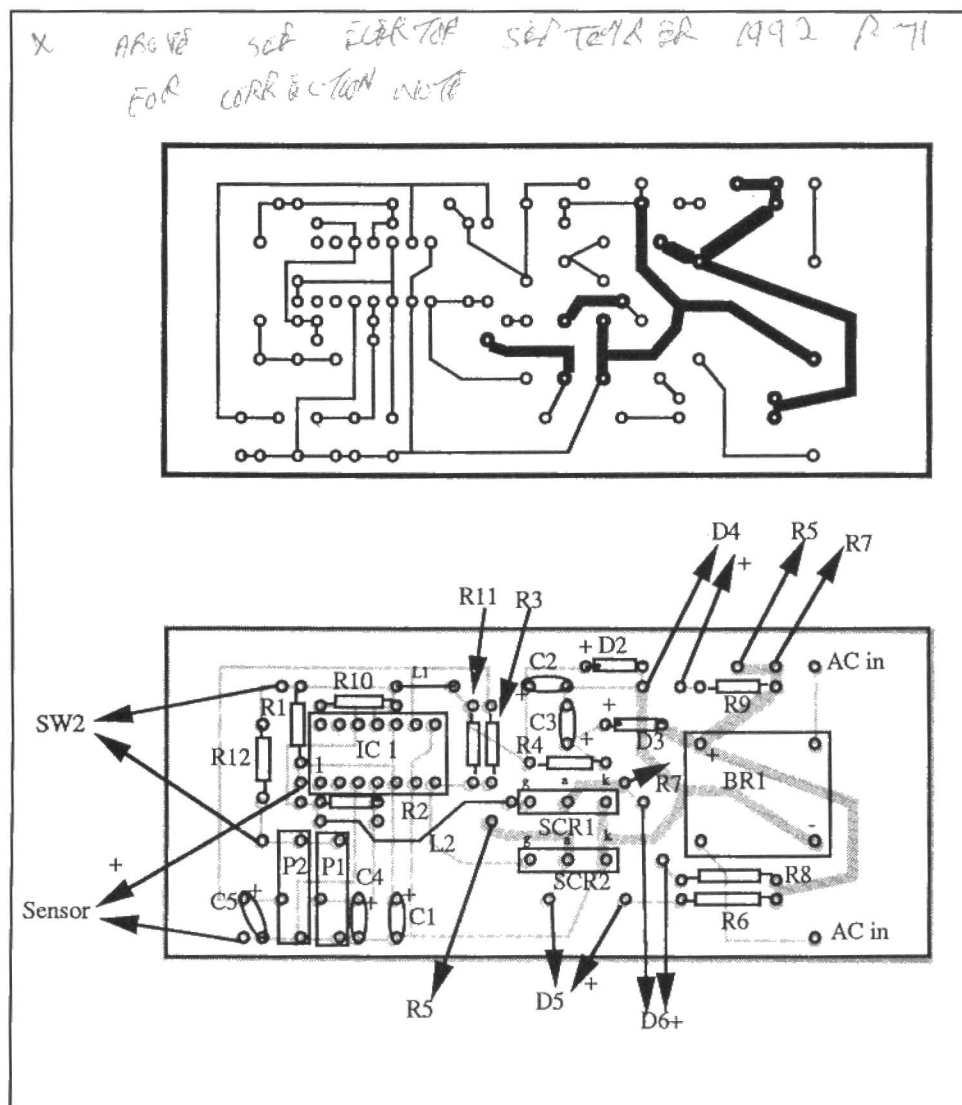 X ABOVE SEE ELEKTOR SEPTEMBER 1992 P. 71
FOR CORRECTION NOTE
D4
R5
R7
+
R11
R3
+ D2
AC in
C2
L1
R10
R1
SW2
+
R9
C3
+
D3
R12
IC 1
+
R4
1
g a k
R7
+
BR1
R2
SCR1
L2
-
g a k
P2
P1
SCR2
+
C4
R8
Sensor
C5
+
+
+
C1
R6
AC in
R5
D5
+
D6+